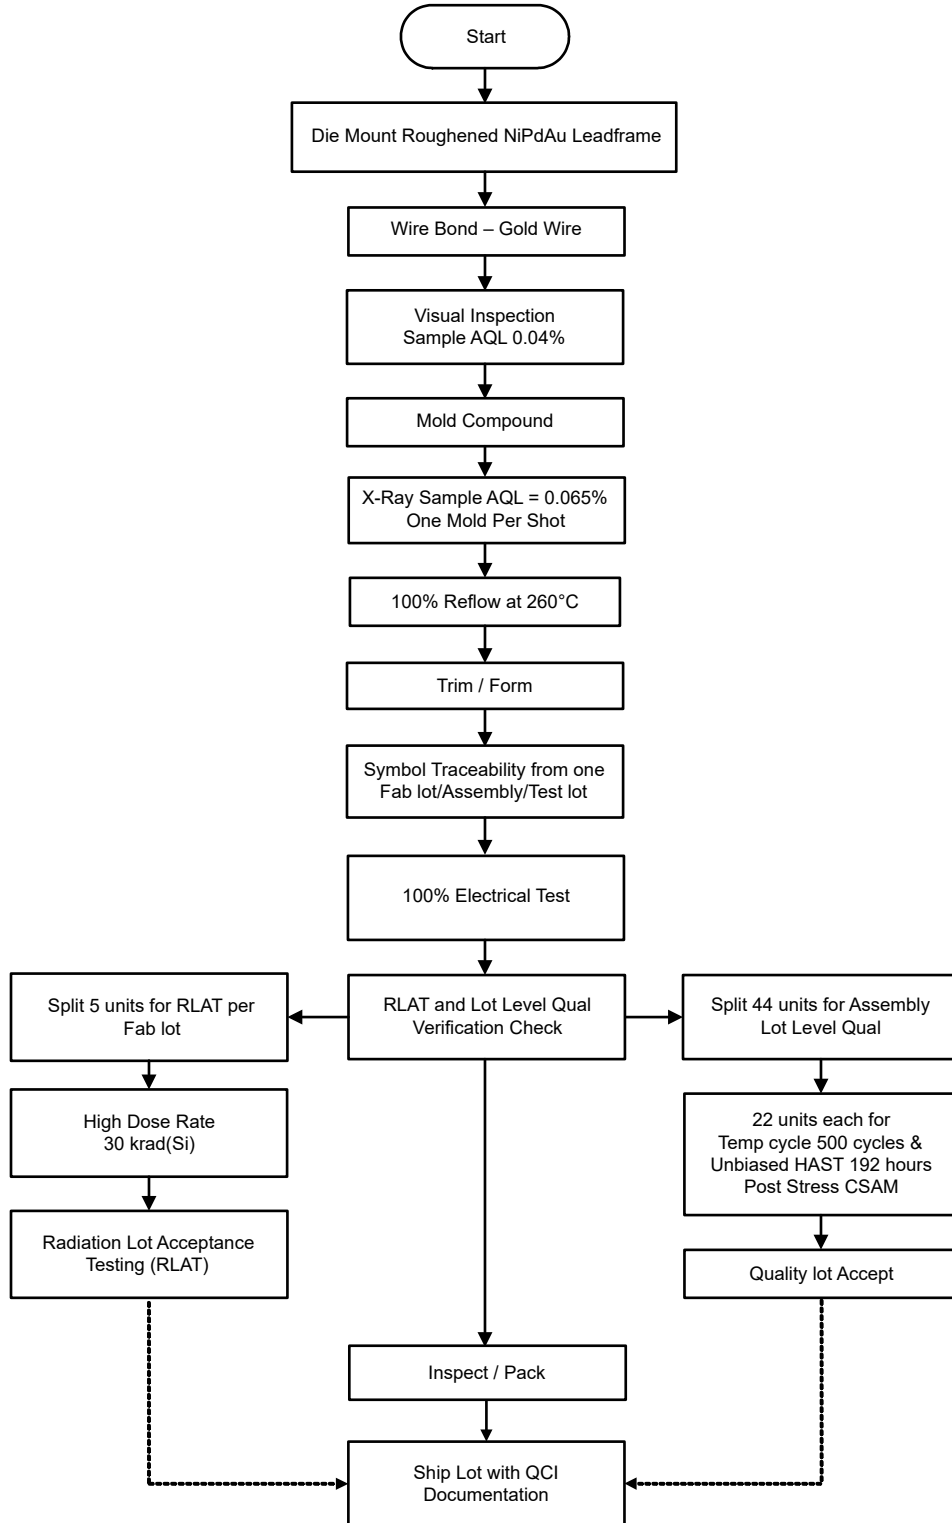 Start
Die Mount Roughened NiPdAu Leadframe
Wire Bond – Gold Wire
Visual Inspection
Sample AQL 0.04%
Mold Compound
X-Ray Sample AQL = 0.065%
One Mold Per Shot
100% Reflow at 260°C
Trim / Form
Symbol Traceability from one
Fab lot/Assembly/Test lot
100% Electrical Test
Split 5 units for RLAT per
Fab lot
RLAT and Lot Level Qual
Verification Check
Split 44 units for Assembly
Lot Level Qual
High Dose Rate
30 krad(Si)
22 units each for
Temp cycle 500 cycles &
Unbiased HAST 192 hours
Post Stress CSAM
Radiation Lot Acceptance
Testing (RLAT)
Quality lot Accept
Inspect / Pack
Ship Lot with QCI
Documentation